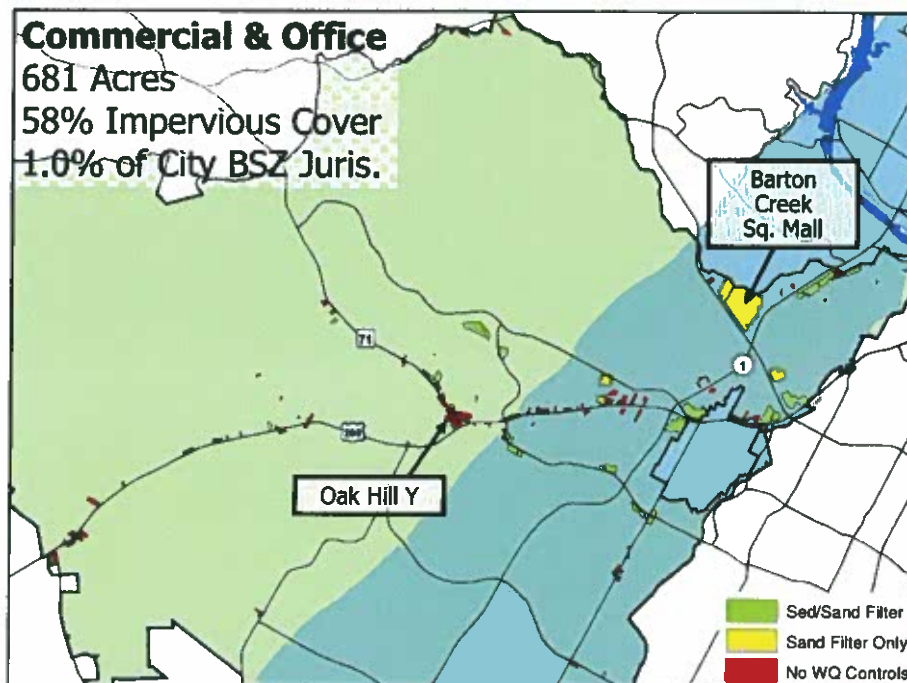 Commercial & Office
681 Acres
58% Impervious Cover
1.0% of City BSZ Juris.
Barton
Creek
Sq. Mall
71
1
290
Oak Hill Y
Sed/Sand Filter
Sand Filter Only
No WQ Controls